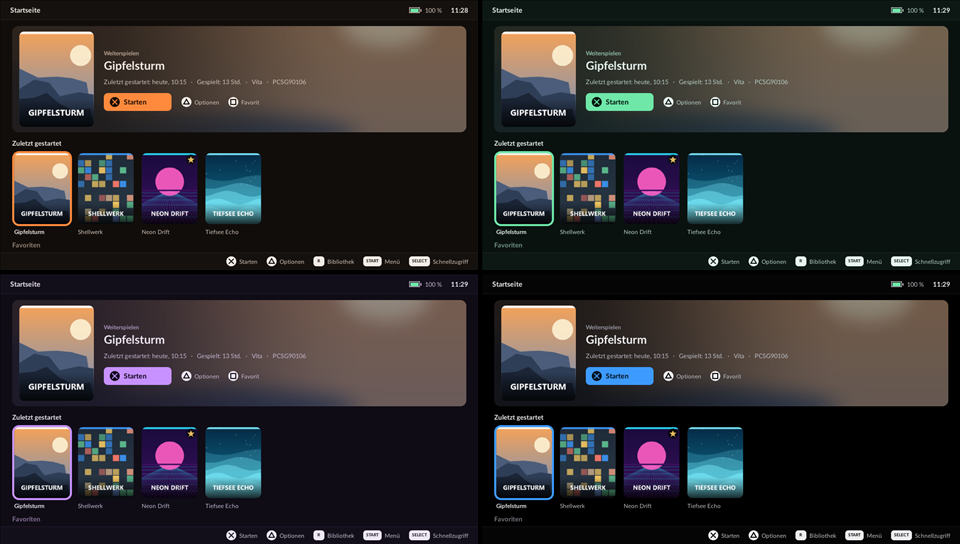 Startseite 100 % 11:28
Weiterspielen
Gipfelsturm
Zuletzt gestartet: heute, 10:15 · Gespielt: 13 Std. · Vita · PCSG90106
Starten Optionen Favorit
GIPFELSTURM
Zuletzt gestartet
GIPFELSTURM SHELLWERK NEON DRIFT TIEFSEE ECHO
Gipfelsturm Shellwerk Neon Drift Tiefsee Echo
Favoriten
Starten Optionen R Bibliothek START Menü SELECT Schnellzugriff
Startseite 100 % 11:29
Weiterspielen
Gipfelsturm
Zuletzt gestartet: heute, 10:15 · Gespielt: 13 Std. · Vita · PCSG90106
Starten Optionen Favorit
GIPFELSTURM
Zuletzt gestartet
GIPFELSTURM SHELLWERK NEON DRIFT TIEFSEE ECHO
Gipfelsturm Shellwerk Neon Drift Tiefsee Echo
Favoriten
Starten Optionen R Bibliothek START Menü SELECT Schnellzugriff
Startseite 100 % 11:29
Weiterspielen
Gipfelsturm
Zuletzt gestartet: heute, 10:15 · Gespielt: 13 Std. · Vita · PCSG90106
Starten Optionen Favorit
GIPFELSTURM
Zuletzt gestartet
GIPFELSTURM SHELLWERK NEON DRIFT TIEFSEE ECHO
Gipfelsturm Shellwerk Neon Drift Tiefsee Echo
Favoriten
Starten Optionen R Bibliothek START Menü SELECT Schnellzugriff
Startseite 100 % 11:29
Weiterspielen
Gipfelsturm
Zuletzt gestartet: heute, 10:15 · Gespielt: 13 Std. · Vita · PCSG90106
Starten Optionen Favorit
GIPFELSTURM
Zuletzt gestartet
GIPFELSTURM SHELLWERK NEON DRIFT TIEFSEE ECHO
Gipfelsturm Shellwerk Neon Drift Tiefsee Echo
Favoriten
Starten Optionen R Bibliothek START Menü SELECT Schnellzugriff